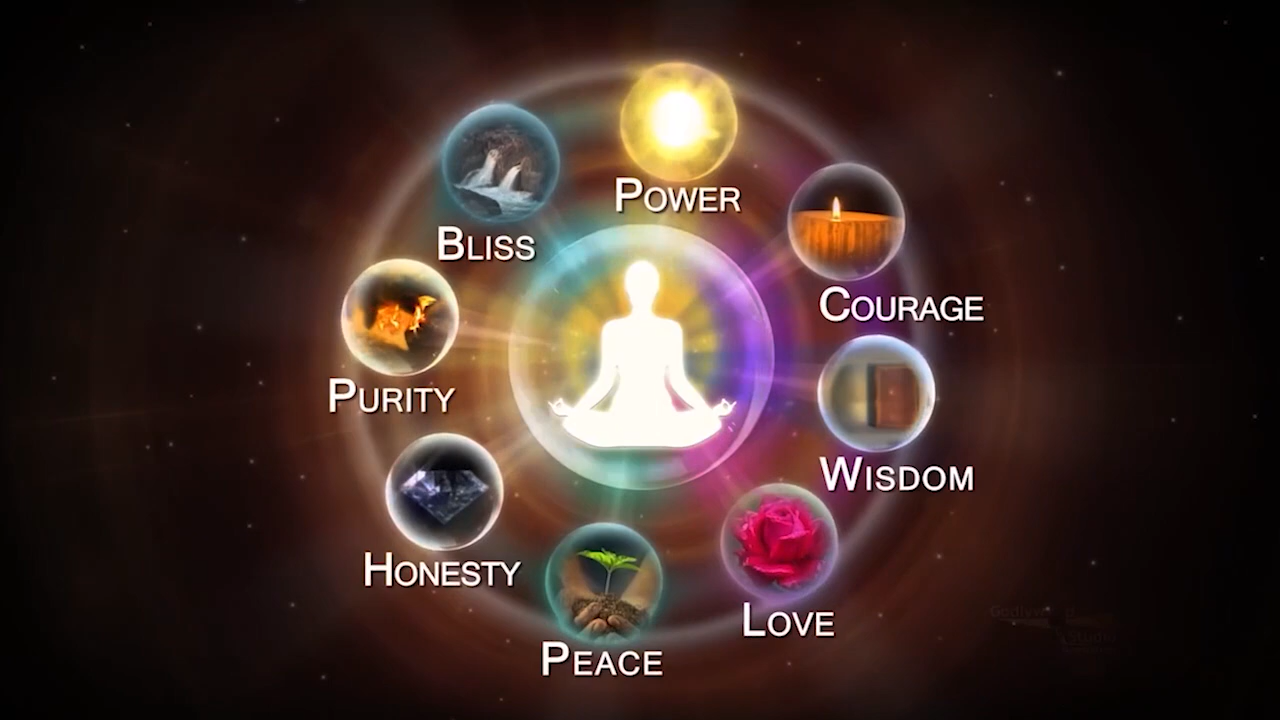 POWER
BLISS
COURAGE
PURITY
WISDOM
HONESTY
LOVE
PEACE